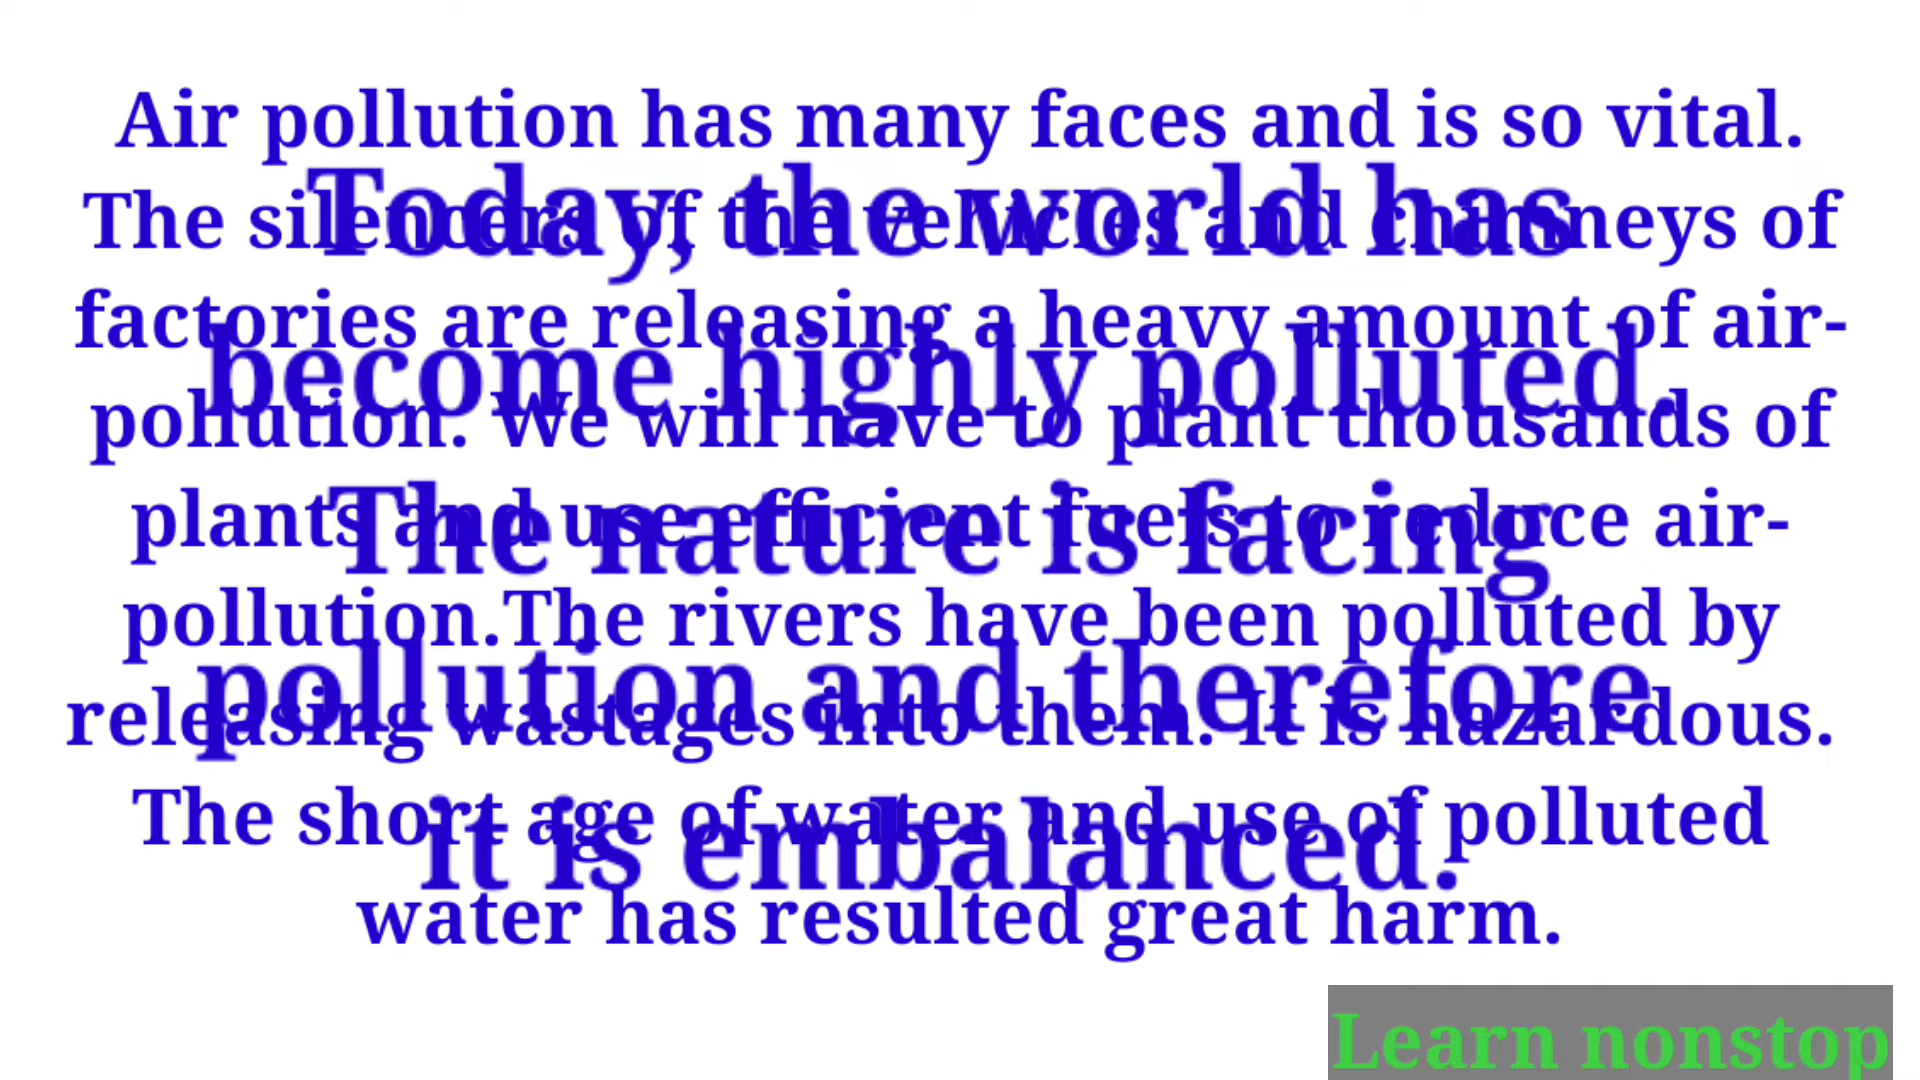 Air pollution has many faces and is so vital.
The silencers of the vehicles and chimneys of
factories are releasing a heavy amount of air-
pollution. We will have to plant thousands of
plants and use efficient fuels to reduce air-
pollution.The rivers have been polluted by
releasing wastages into them. It is hazardous.
The short age of water and use of polluted
water has resulted great harm.
Today, the world has
become highly polluted.
The nature is facing
pollution and therefore
it is embalanced.
Learn nonstop